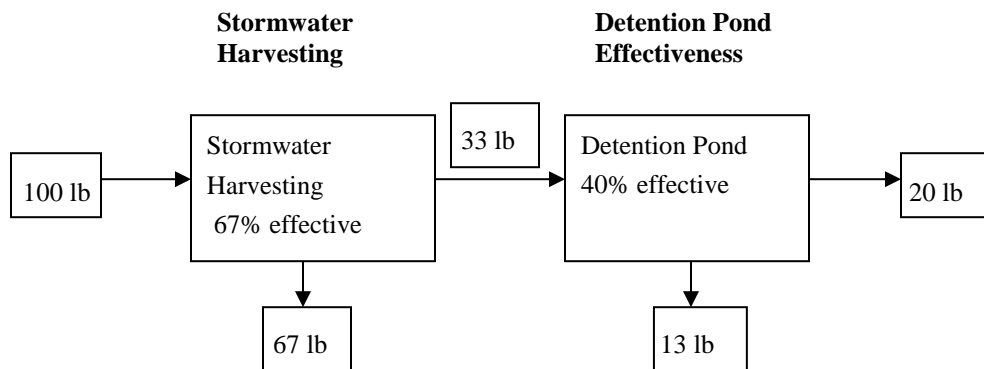 Stormwater
Harvesting
Detention Pond
Effectiveness
100 lb
Stormwater
Harvesting
67% effective
33 lb
Detention Pond
40% effective
20 lb
67 lb
13 lb